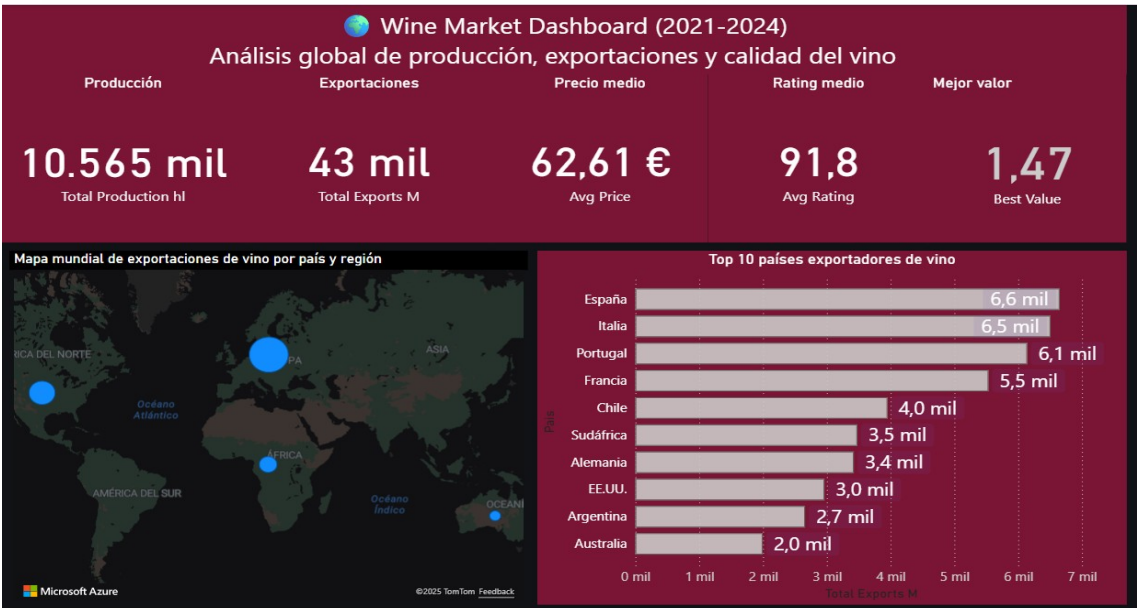 Wine Market Dashboard (2021-2024)
Análisis global de producción, exportaciones y calidad del vino
Producción
Exportaciones
Precio medio
Rating medio
Mejor valor
10.565 mil
43 mil
62,61 €
91,8
1,47
Total Production hl
Total Exports M
Avg Price
Avg Rating
Best Value
Mapa mundial de exportaciones de vino por país y región
RICA DEL NORTE
PA
ASIA
Océano
Atlántico
ÁFRICA
AMÉRICA DEL SUR
Océano
Índico
OCEANÍ
Microsoft Azure
©2025 TomTom Feedback
Top 10 países exportadores de vino
País
España 6,6 mil
Italia 6,5 mil
Portugal 6,1 mil
Francia 5,5 mil
Chile 4,0 mil
Sudáfrica 3,5 mil
Alemania 3,4 mil
EE.UU. 3,0 mil
Argentina 2,7 mil
Australia 2,0 mil
0 mil 1 mil 2 mil 3 mil 4 mil 5 mil 6 mil 7 mil
Total Exports M